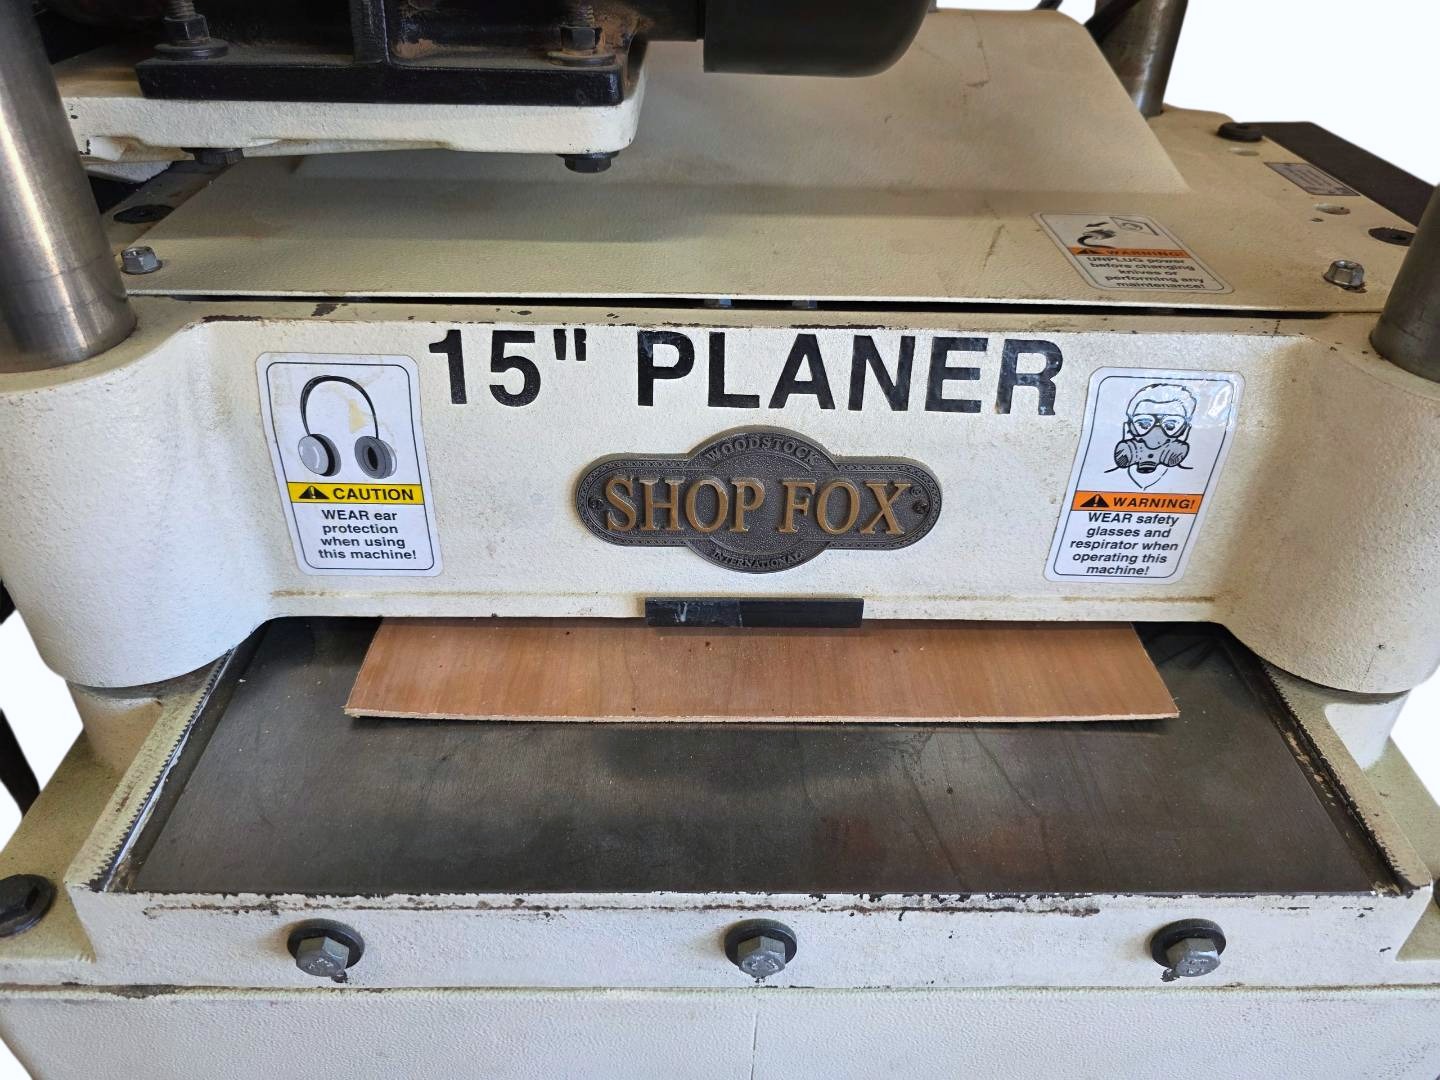 WARNING!
UNPLUG power
before changing
knives or
performing any
maintenance!
15" PLANER
CAUTION
WEAR ear
protection
when using
this machine!
WOODSTOCK
SHOP FOX
INTERNATIONAL
WARNING!
WEAR safety
glasses and
respirator when
operating this
machine!